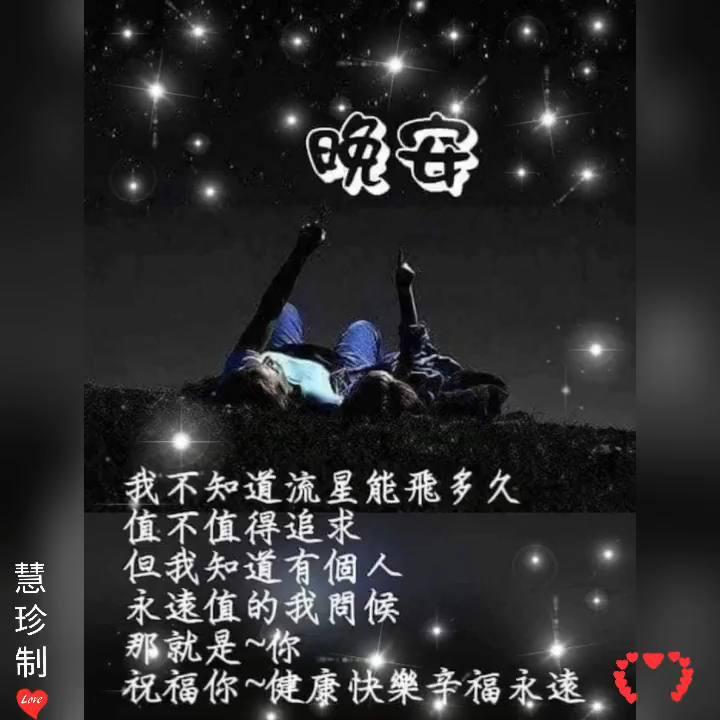 晚安
我不知道流星能飛多久
值不值得追求
但我知道有個人
永遠值的我問候
那就是~你
祝福你~健康快樂辛福永遠
慧珍制
Love